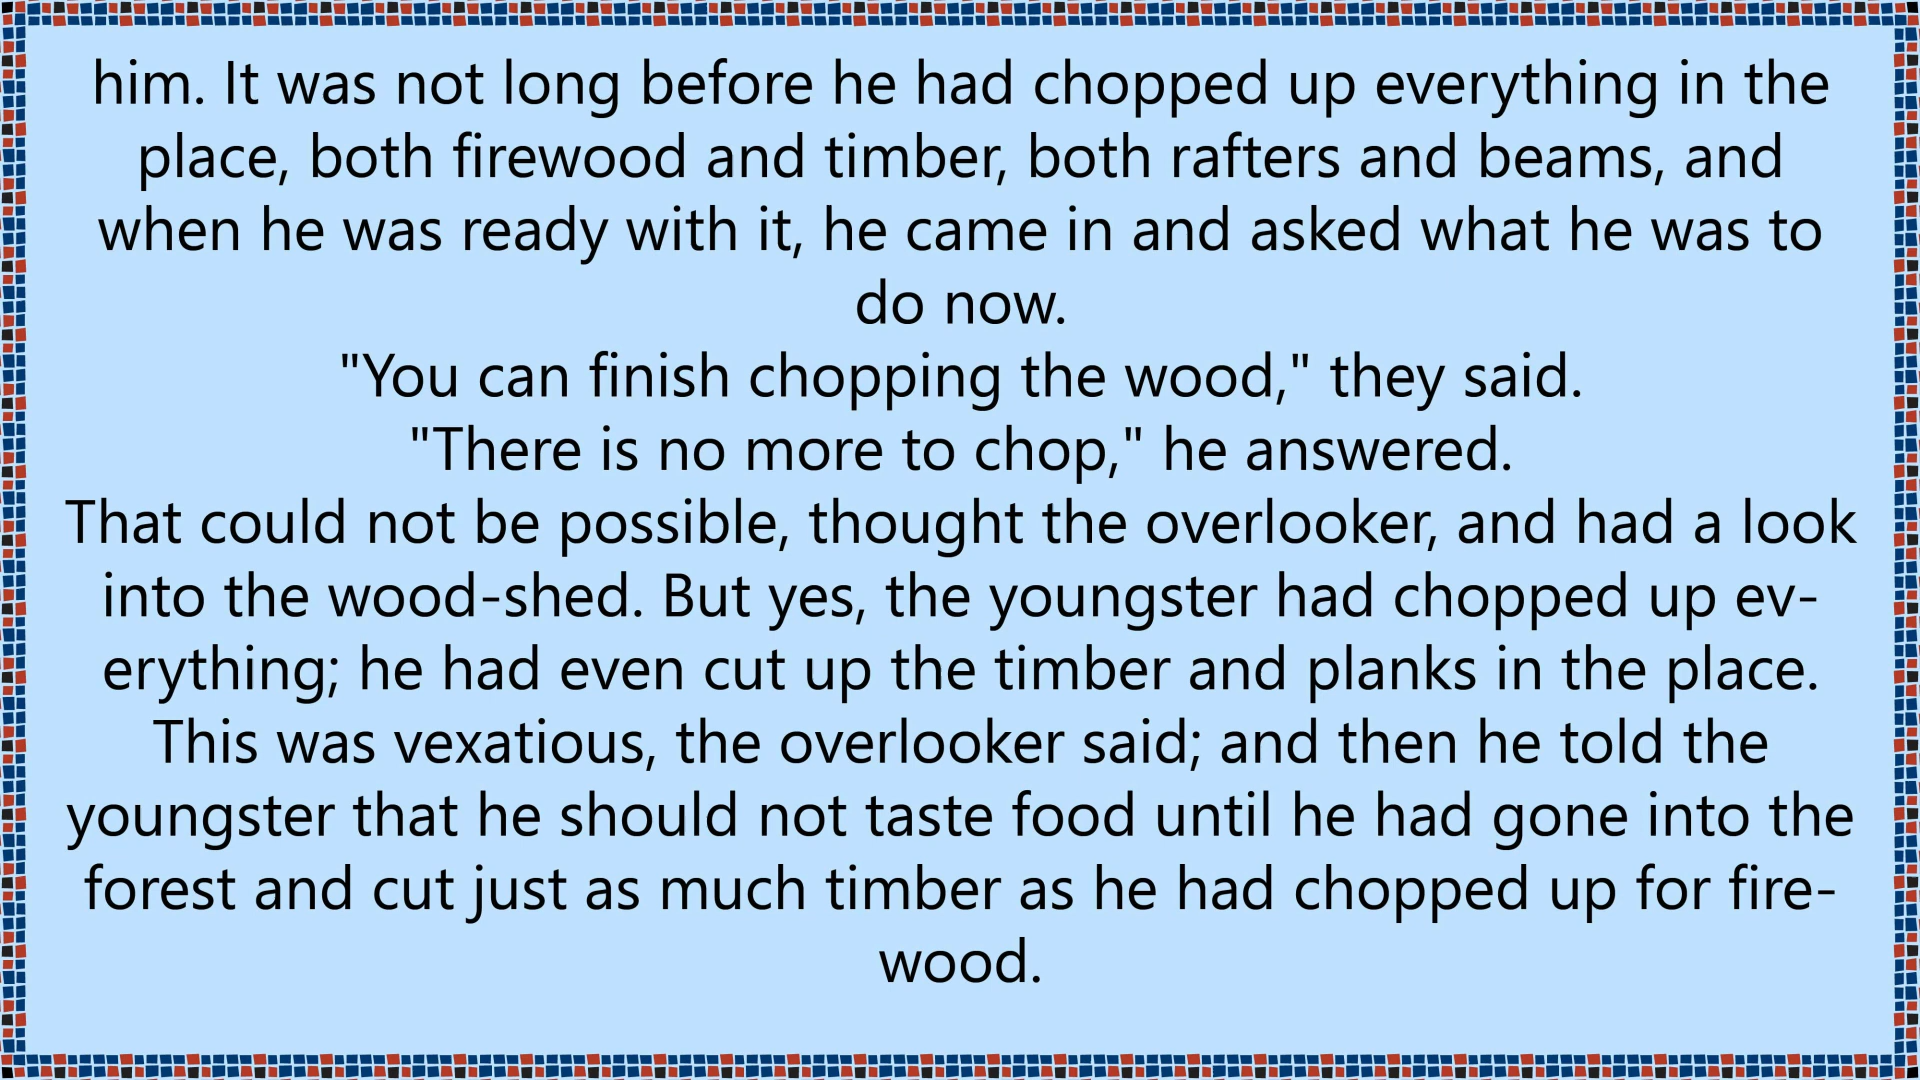 him. It was not long before he had chopped up everything in the
place, both firewood and timber, both rafters and beams, and
when he was ready with it, he came in and asked what he was to
do now.
"You can finish chopping the wood," they said.
"There is no more to chop," he answered.
That could not be possible, thought the overlooker, and had a look
into the wood-shed. But yes, the youngster had chopped up ev-
erything; he had even cut up the timber and planks in the place.
This was vexatious, the overlooker said; and then he told the
youngster that he should not taste food until he had gone into the
forest and cut just as much timber as he had chopped up for fire-
wood.